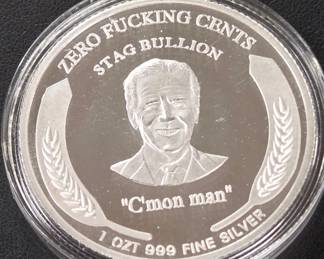 ZERO FUCKING CENTS
STAG BULLION
"C'mon man"
1 OZT 999 FINE SILVER